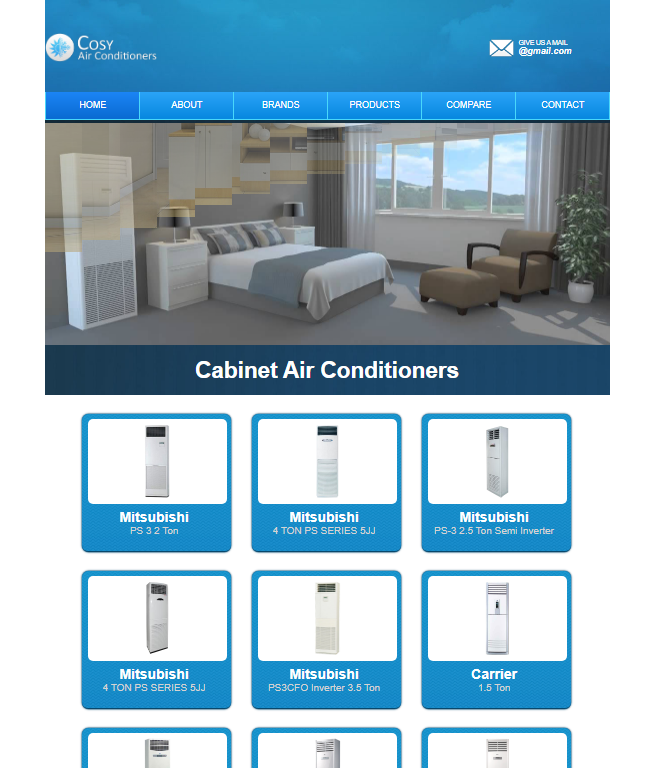 Cosy
Air Conditioners
GIVE US A MAIL
@gmail.com
HOME
ABOUT
BRANDS
PRODUCTS
COMPARE
CONTACT
Cabinet Air Conditioners
Mitsubishi
PS 3 2 Ton
Mitsubishi
4 TON PS SERIES 5JJ
Mitsubishi
PS-3 2.5 Ton Semi Inverter
Mitsubishi
4 TON PS SERIES 5JJ
Mitsubishi
PS3CFO Inverter 3.5 Ton
Carrier
1.5 Ton